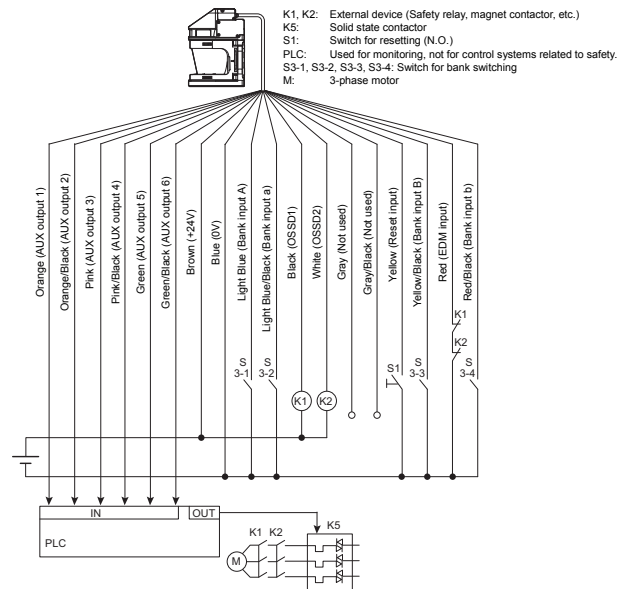 K1, K2: External device (Safety relay, magnet contactor, etc.)
K5: Solid state contactor
S1: Switch for resetting (N.O.)
PLC: Used for monitoring, not for control systems related to safety.
S3-1, S3-2, S3-3, S3-4: Switch for bank switching
M: 3-phase motor
Orange (AUX output 1)
Orange/Black (AUX output 2)
Pink (AUX output 3)
Pink/Black (AUX output 4)
Green (AUX output 5)
Green/Black (AUX output 6)
Brown (+24V)
Blue (0V)
Light Blue (Bank input A)
Light Blue/Black (Bank input a)
Black (OSSD1)
White (OSSD2)
Gray (Not used)
Gray/Black (Not used)
Yellow (Reset input)
Yellow/Black (Bank input B)
Red (EDM input)
Red/Black (Bank input b)
K1
K2
S
3-1
S
3-2
S1
S
3-3
S
3-4
K1
K2
IN
OUT
PLC
K1 K2
K5
M